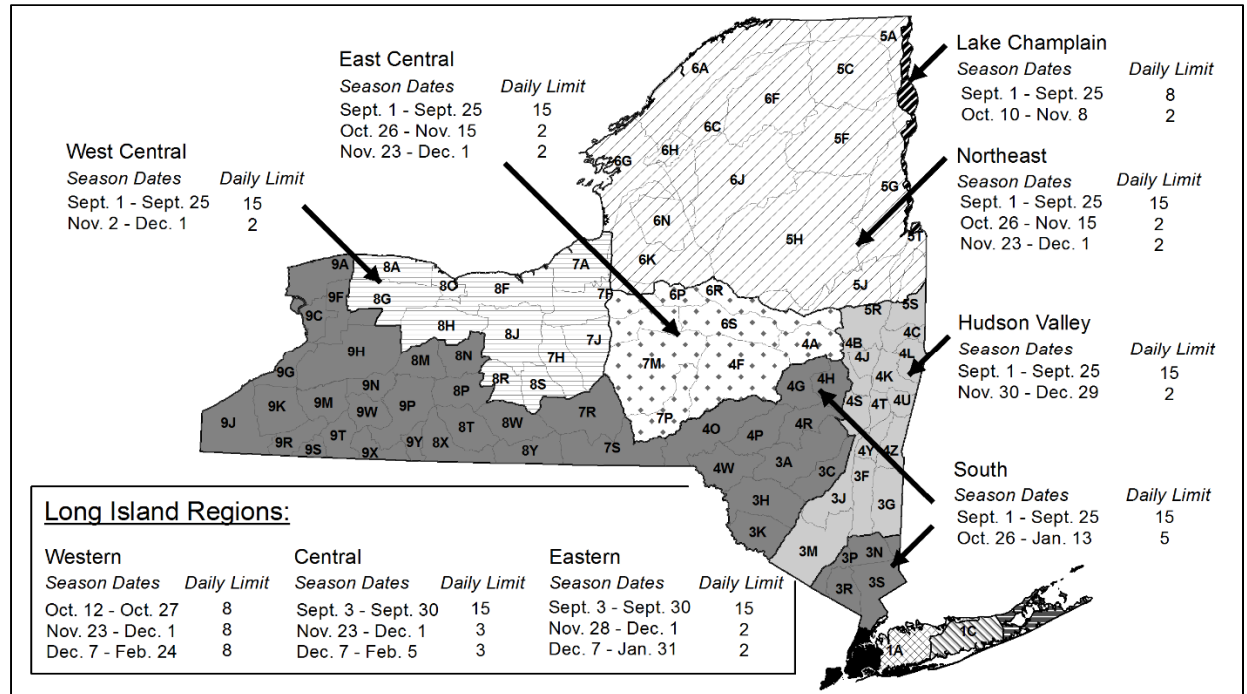 East Central
Season Dates Daily Limit
Sept. 1 - Sept. 25 15
Oct. 26 - Nov. 15 2
Nov. 23 - Dec. 1 2
West Central
Season Dates Daily Limit
Sept. 1 - Sept. 25 15
Nov. 2 - Dec. 1 2
Lake Champlain
Season Dates Daily Limit
Sept. 1 - Sept. 25 8
Oct. 10 - Nov. 8 2
Northeast
Season Dates Daily Limit
Sept. 1 - Sept. 25 15
Oct. 26 - Nov. 15 2
Nov. 23 - Dec. 1 2
Hudson Valley
Season Dates Daily Limit
Sept. 1 - Sept. 25 15
Nov. 30 - Dec. 29 2
South
Season Dates Daily Limit
Sept. 1 - Sept. 25 15
Oct. 26 - Jan. 13 5
5A
6A
5C
6F
6C
5F
6H
6G
6J
5G
6N
5H
5T
6K
5J
9A
8A
7A
8O
8F
7F
6P
6R
5R
5S
9F
8G
9C
8H
8J
7J
6S
4A
4B
4C
4J
4L
9H
8M
8N
7H
7M
4F
4H
4G
4K
9G
9N
8P
8R
8S
4S
4T
4U
9K
9M
9W
9P
7R
7P
9J
8T
8W
4O
4P
4R
9R
9T
9Y
8X
9S
9X
8Y
7S
4Y
4Z
4W
3A
3C
3F
3H
3J
3G
3K
3M
3P
3N
3R
3S
1A
1C
Long Island Regions:
Western
Season Dates Daily Limit
Oct. 12 - Oct. 27 8
Nov. 23 - Dec. 1 8
Dec. 7 - Feb. 24 8
Central
Season Dates Daily Limit
Sept. 3 - Sept. 30 15
Nov. 23 - Dec. 1 3
Dec. 7 - Feb. 5 3
Eastern
Season Dates Daily Limit
Sept. 3 - Sept. 30 15
Nov. 28 - Dec. 1 2
Dec. 7 - Jan. 31 2